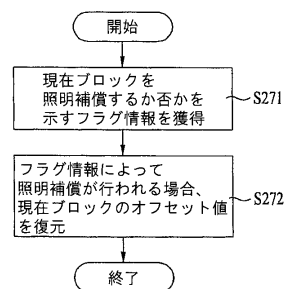 開始
現在ブロックを
照明補償するか否かを
示すフラグ情報を獲得
S271
フラグ情報によって
照明補償が行われる場合、
現在ブロックのオフセット値
を復元
S272
終了